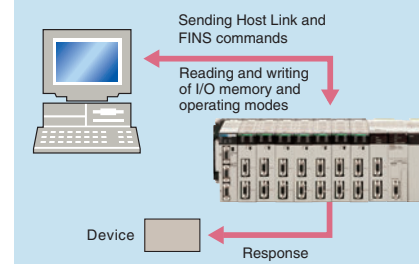 Sending Host Link and
FINS commands
Reading and writing
of I/O memory and
operating modes
Device
Response